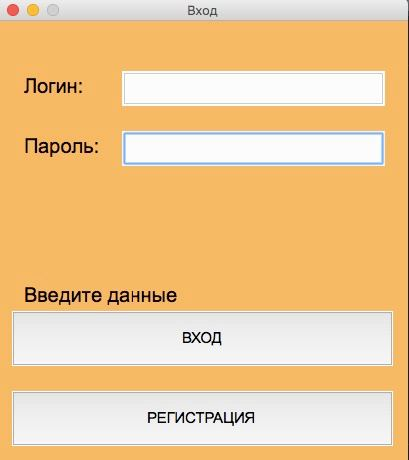 Вход
Логин:
Пароль:
Введите данные
ВХОД
РЕГИСТРАЦИЯ